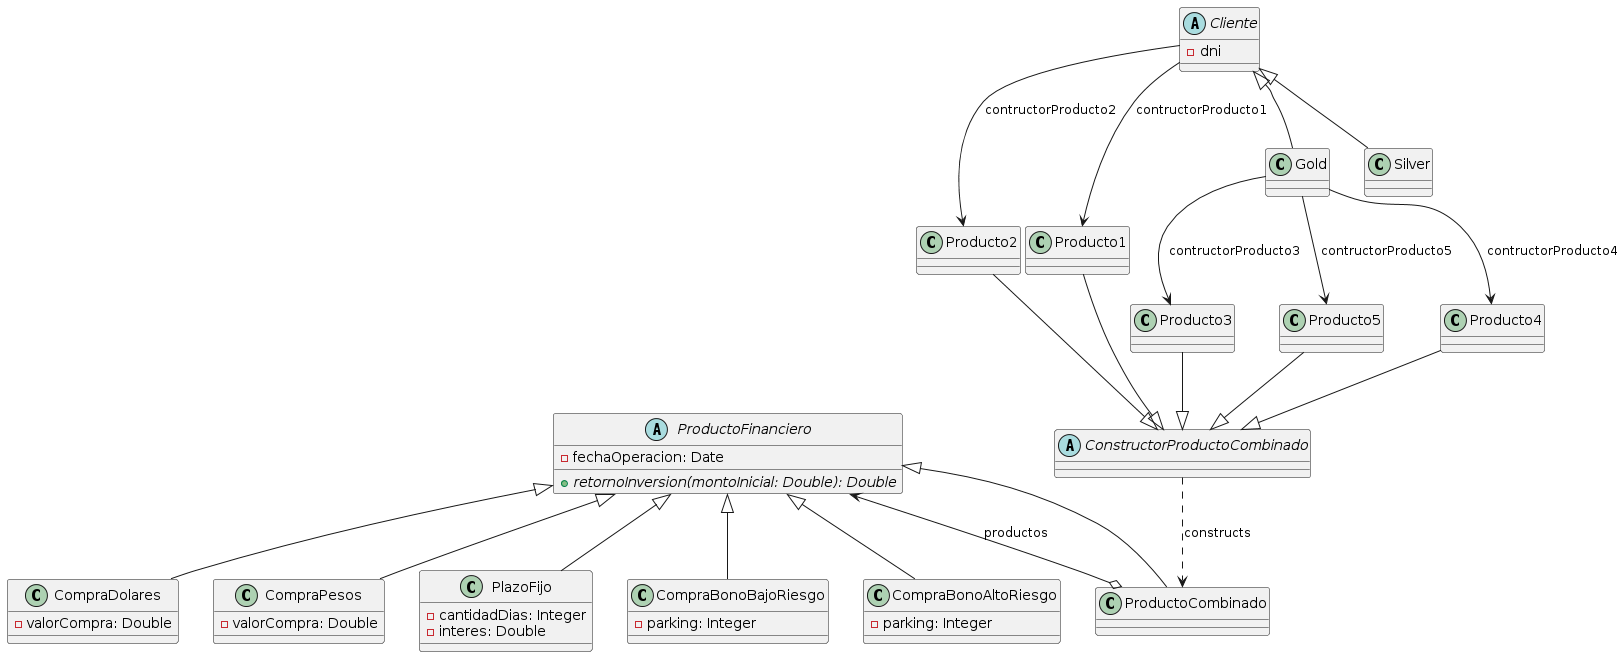 A Cliente
dni
contructorProducto2
contructorProducto1
C Gold
C Silver
C Producto2
C Producto1
contructorProducto3
contructorProducto5
contructorProducto4
C Producto3
C Producto5
C Producto4
A ProductoFinanciero
fechaOperacion: Date
retornoInversion(montoInicial: Double): Double
A ConstructorProductoCombinado
productos
constructs
C CompraDolares
valorCompra: Double
C CompraPesos
valorCompra: Double
C PlazoFijo
cantidadDias: Integer
interes: Double
C CompraBonoBajoRiesgo
parking: Integer
C CompraBonoAltoRiesgo
parking: Integer
C ProductoCombinado